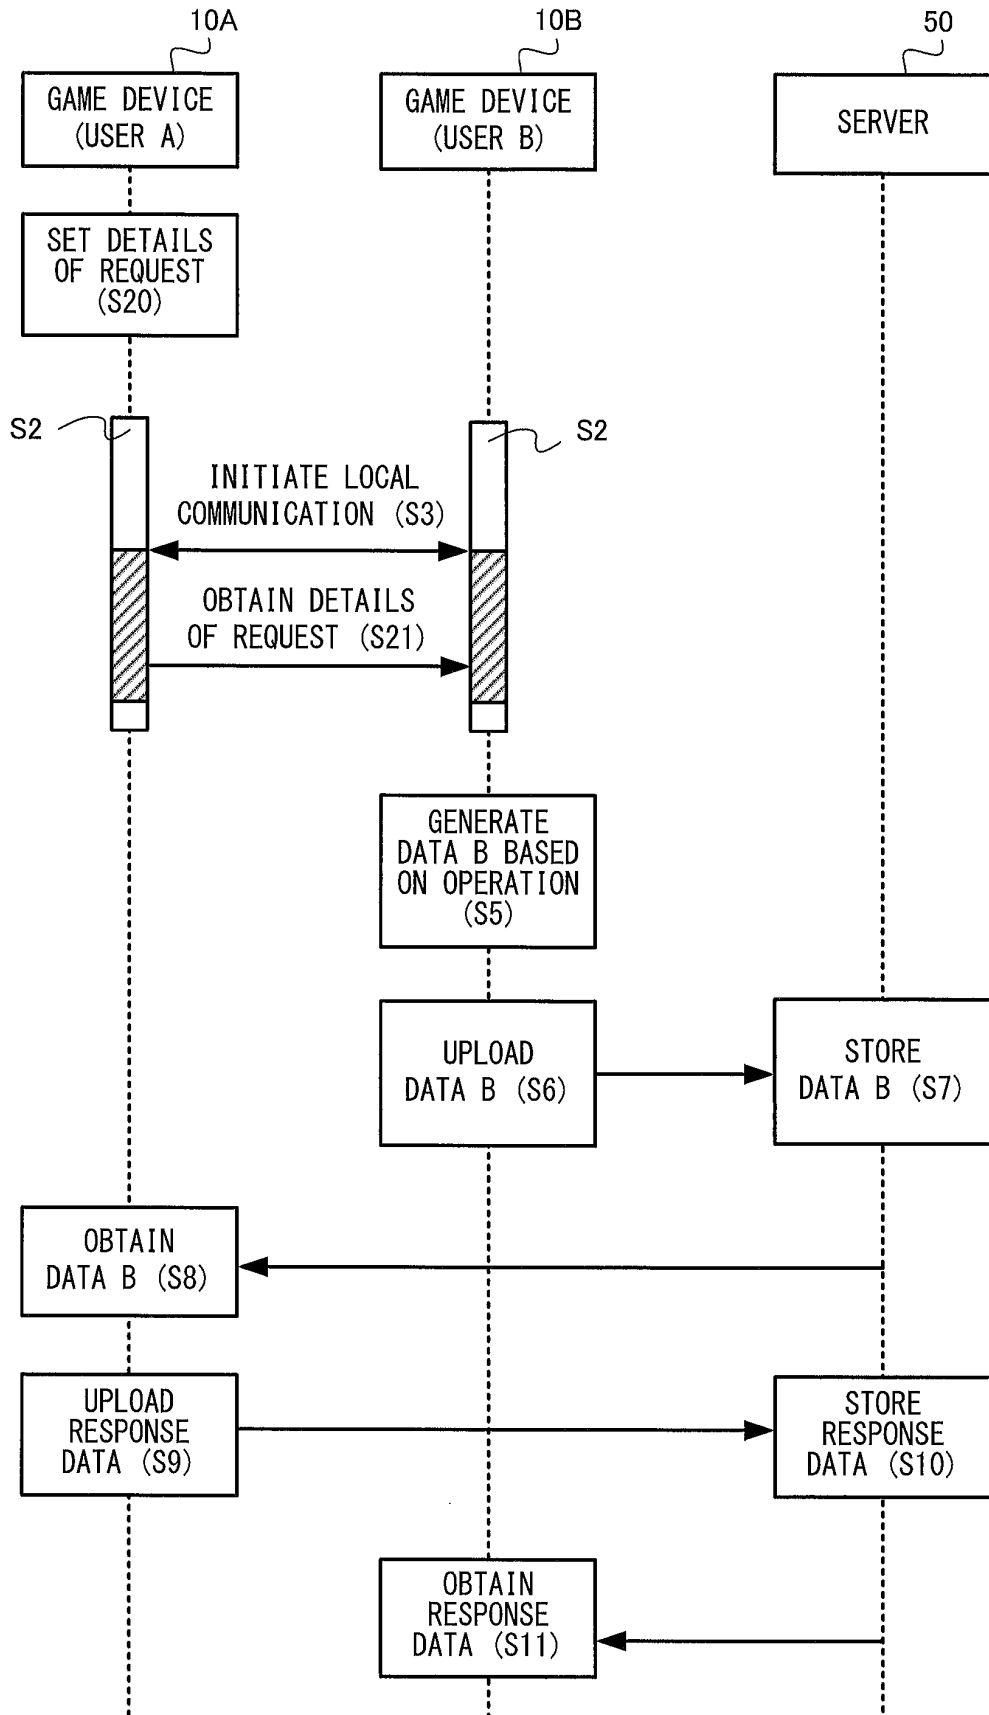 10A
10B
50
GAME DEVICE
(USER A)
GAME DEVICE
(USER B)
SERVER
SET DETAILS
OF REQUEST
(S20)
S2
S2
INITIATE LOCAL
COMMUNICATION (S3)
OBTAIN DETAILS
OF REQUEST (S21)
GENERATE
DATA B BASED
ON OPERATION
(S5)
UPLOAD
DATA B (S6)
STORE
DATA B (S7)
OBTAIN
DATA B (S8)
UPLOAD
RESPONSE
DATA (S9)
STORE
RESPONSE
DATA (S10)
OBTAIN
RESPONSE
DATA (S11)